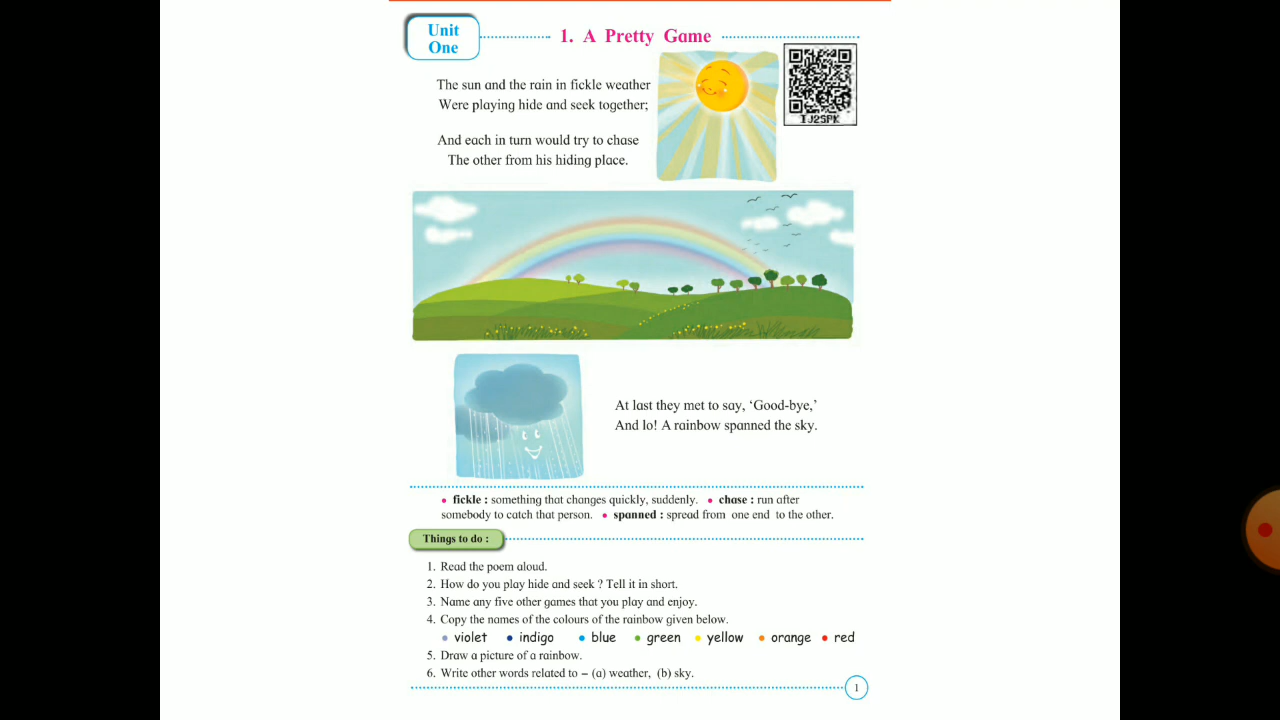 Unit
One
1. A Pretty Game
The sun and the rain in fickle weather
Were playing hide and seek together;
And each in turn would try to chase
The other from his hiding place.
IJ2SPK
At last they met to say, ‘Good-bye,’
And lo! A rainbow spanned the sky.
• fickle : something that changes quickly, suddenly. • chase : run after
somebody to catch that person. • spanned : spread from one end to the other.
Things to do :
1. Read the poem aloud.
2. How do you play hide and seek ? Tell it in short.
3. Name any five other games that you play and enjoy.
4. Copy the names of the colours of the rainbow given below.
• violet • indigo • blue • green • yellow • orange • red
5. Draw a picture of a rainbow.
6. Write other words related to – (a) weather, (b) sky.
1